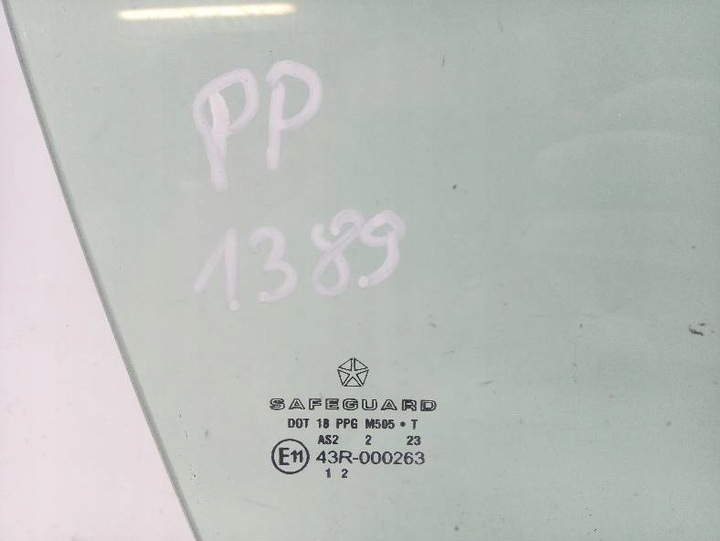 PP
1389
SAFEGUARD
DOT 18 PPG M505 • T
AS2 2 23
E11 43R-000263
1 2